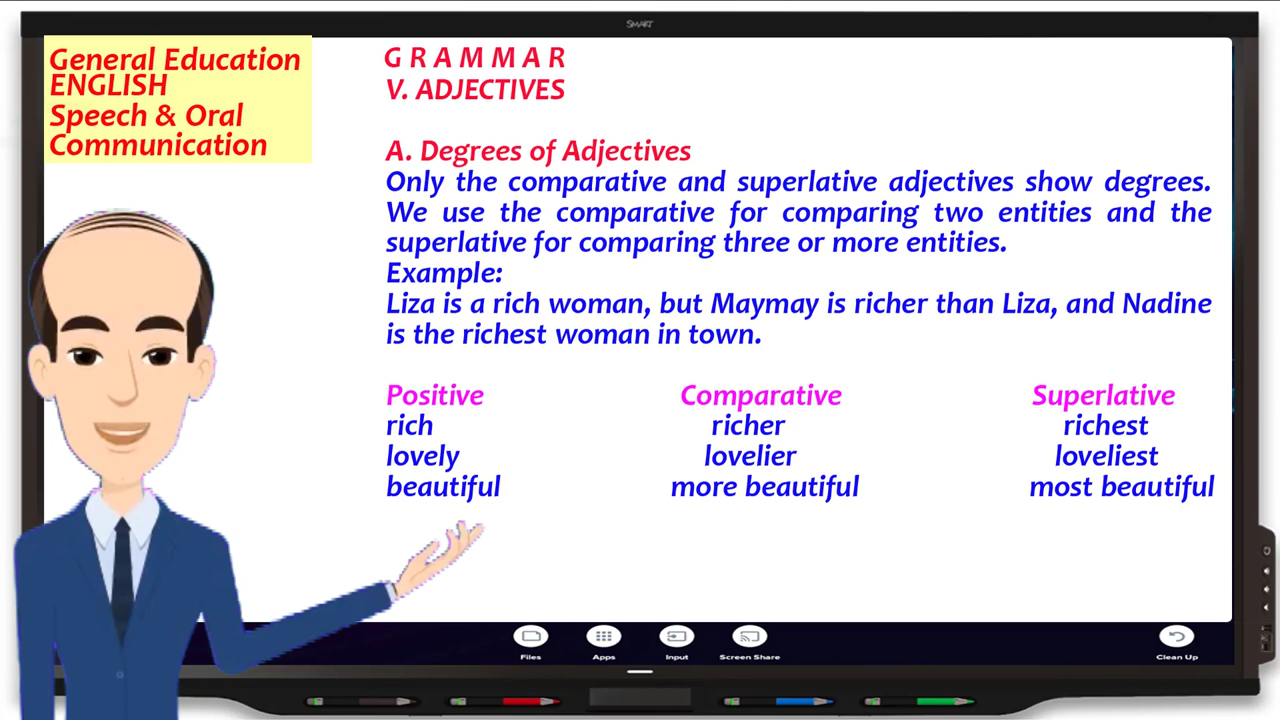 SMART
General Education
ENGLISH
Speech & Oral
Communication
G R A M M A R
V. ADJECTIVES
A. Degrees of Adjectives
Only the comparative and superlative adjectives show degrees.
We use the comparative for comparing two entities and the
superlative for comparing three or more entities.
Example:
Liza is a rich woman, but Maymay is richer than Liza, and Nadine
is the richest woman in town.
Positive Comparative Superlative
rich richer richest
lovely lovelier loveliest
beautiful more beautiful most beautiful
Files Apps Input Screen Share Clean Up